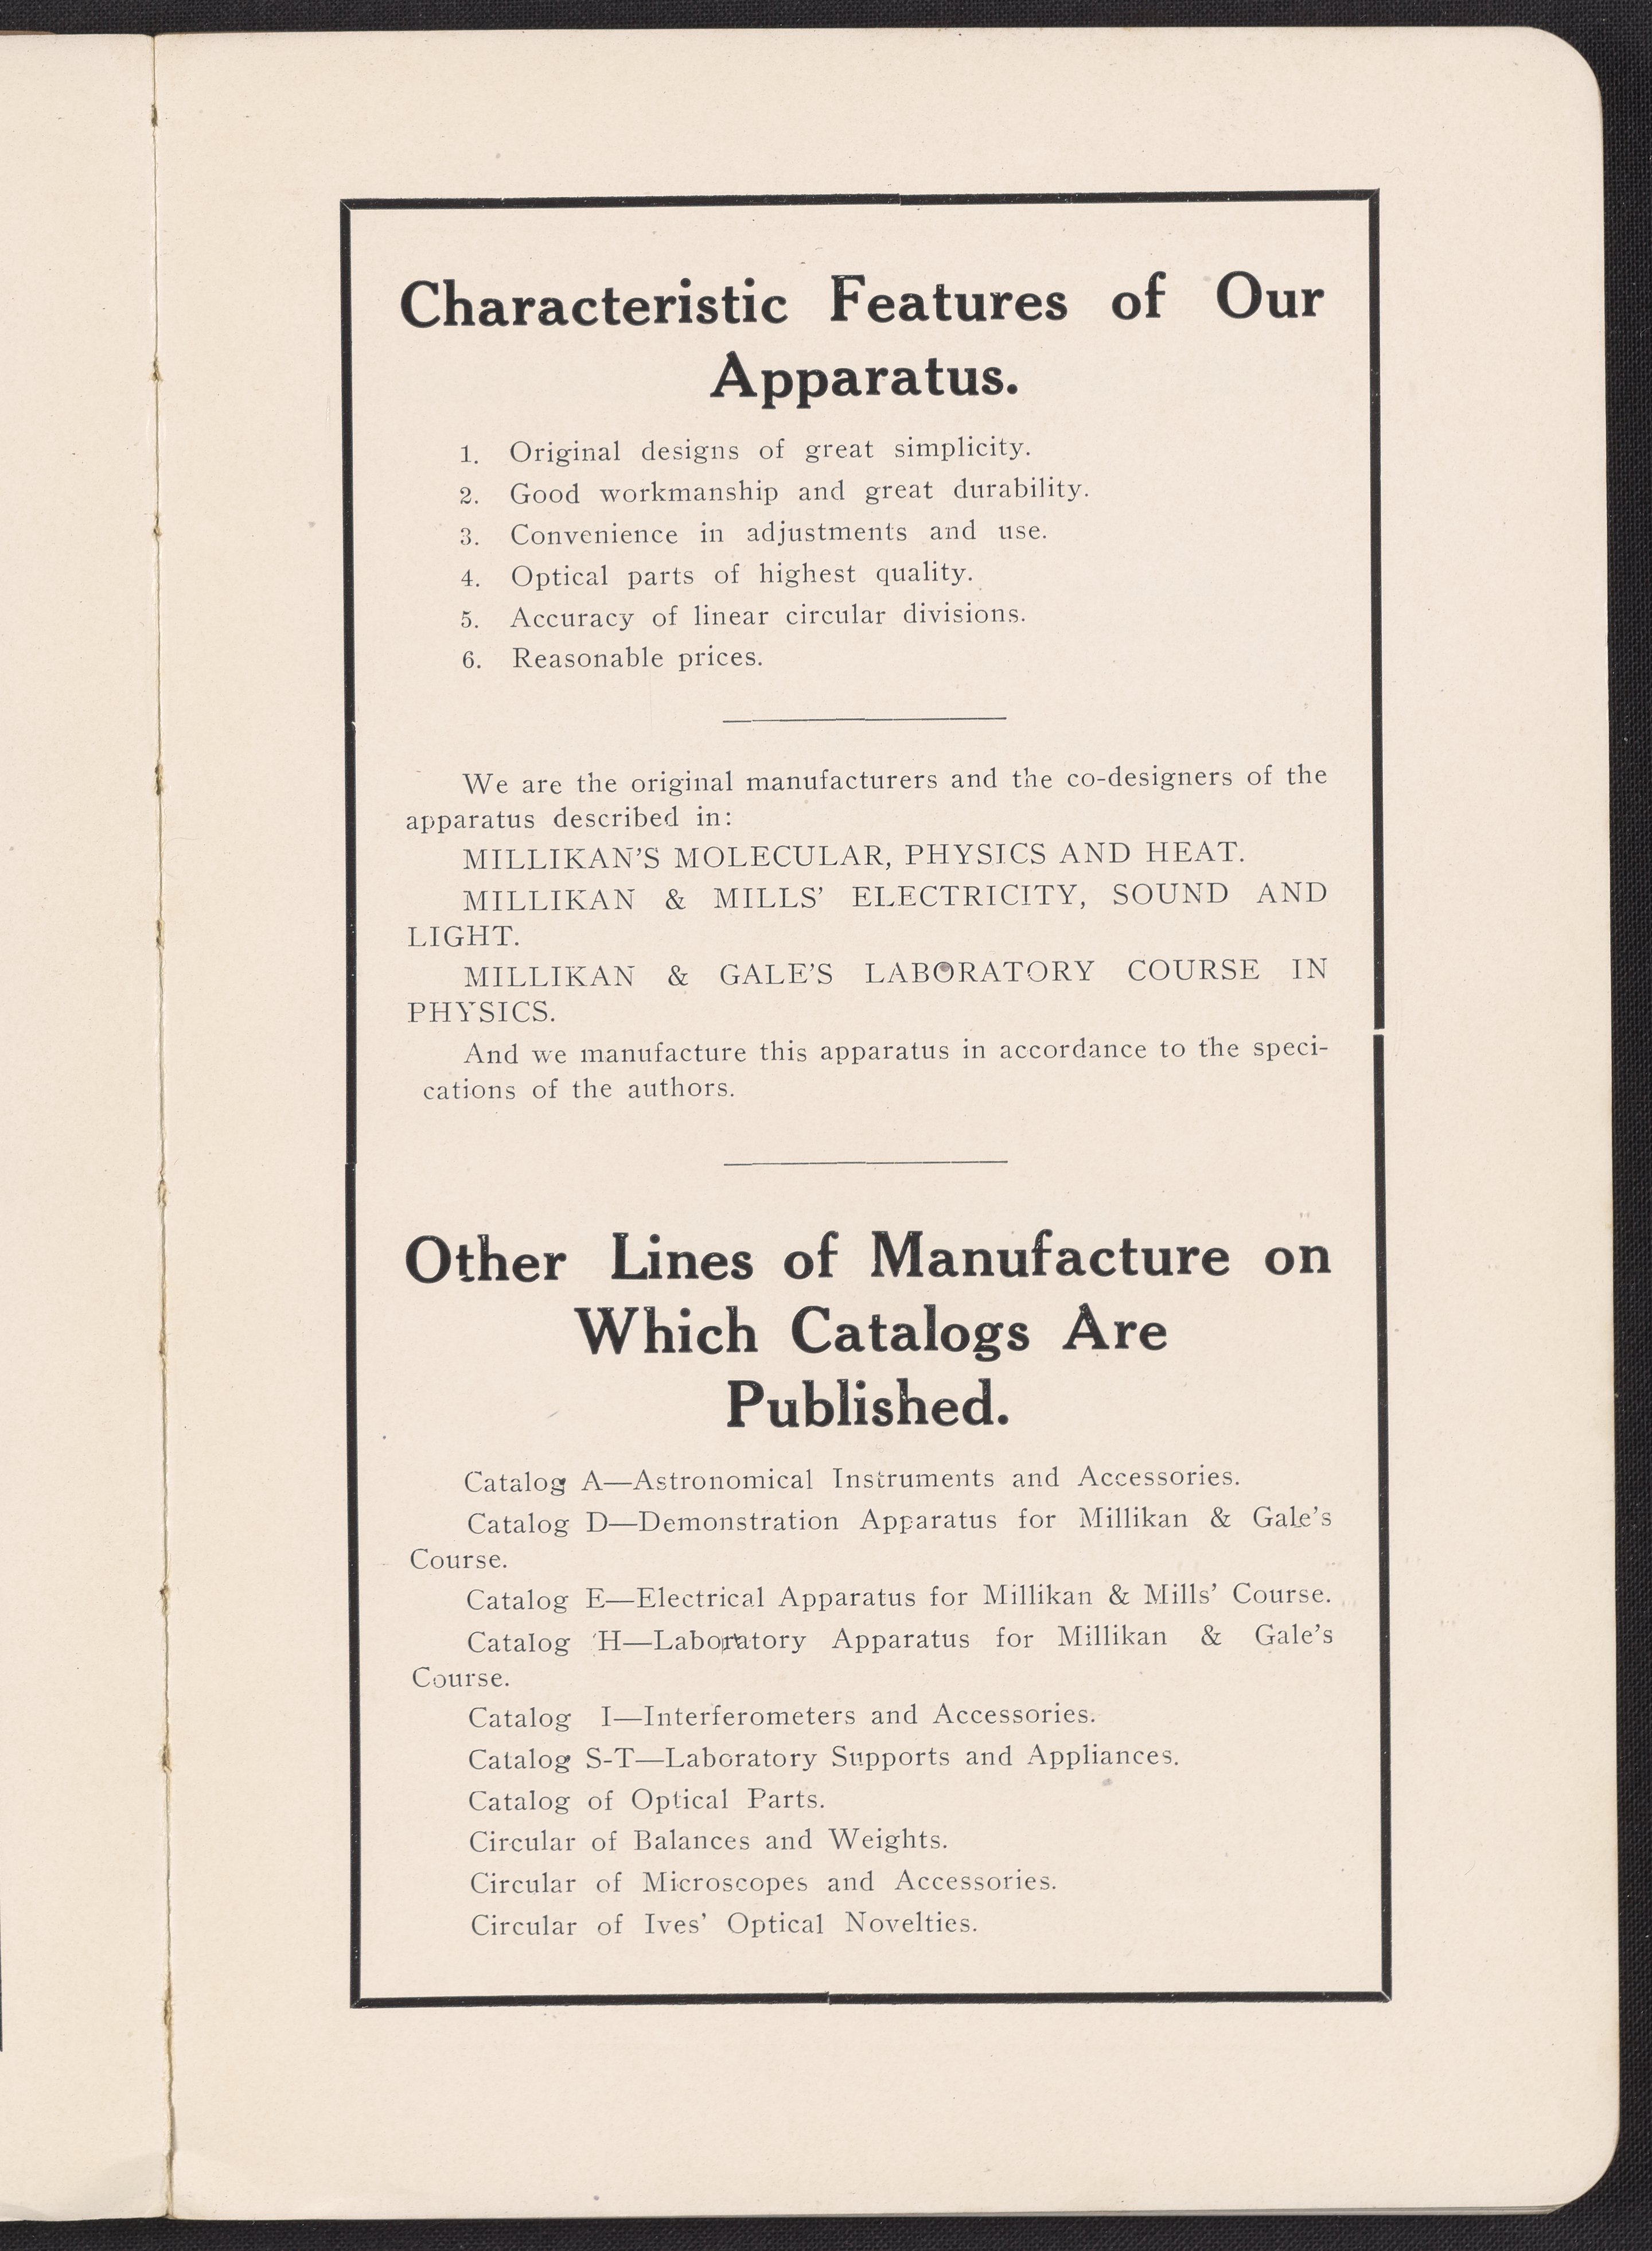 Characteristic Features of Our
Apparatus.
1. Original designs of great simplicity.
2. Good workmanship and great durability.
3. Convenience in adjustments and use.
4. Optical parts of highest quality.
5. Accuracy of linear circular divisions.
6. Reasonable prices.
We are the original manufacturers and the co-designers of the
apparatus described in:
MILLIKAN'S MOLECULAR, PHYSICS AND HEAT.
MILLIKAN & MILLS' ELECTRICITY, SOUND AND
LIGHT.
MILLIKAN & GALE'S LABORATORY COURSE IN
PHYSICS.
And we manufacture this apparatus in accordance to the speci-
cations of the authors.
Other Lines of Manufacture on
Which Catalogs Are
Published.
Catalog A—Astronomical Instruments and Accessories.
Catalog D—Demonstration Apparatus for Millikan & Gale's
Course.
Catalog E—Electrical Apparatus for Millikan & Mills' Course.
Catalog H—Laboratory Apparatus for Millikan & Gale's
Course.
Catalog I—Interferometers and Accessories.
Catalog S-T—Laboratory Supports and Appliances.
Catalog of Optical Parts.
Circular of Balances and Weights.
Circular of Microscopes and Accessories.
Circular of Ives' Optical Novelties.